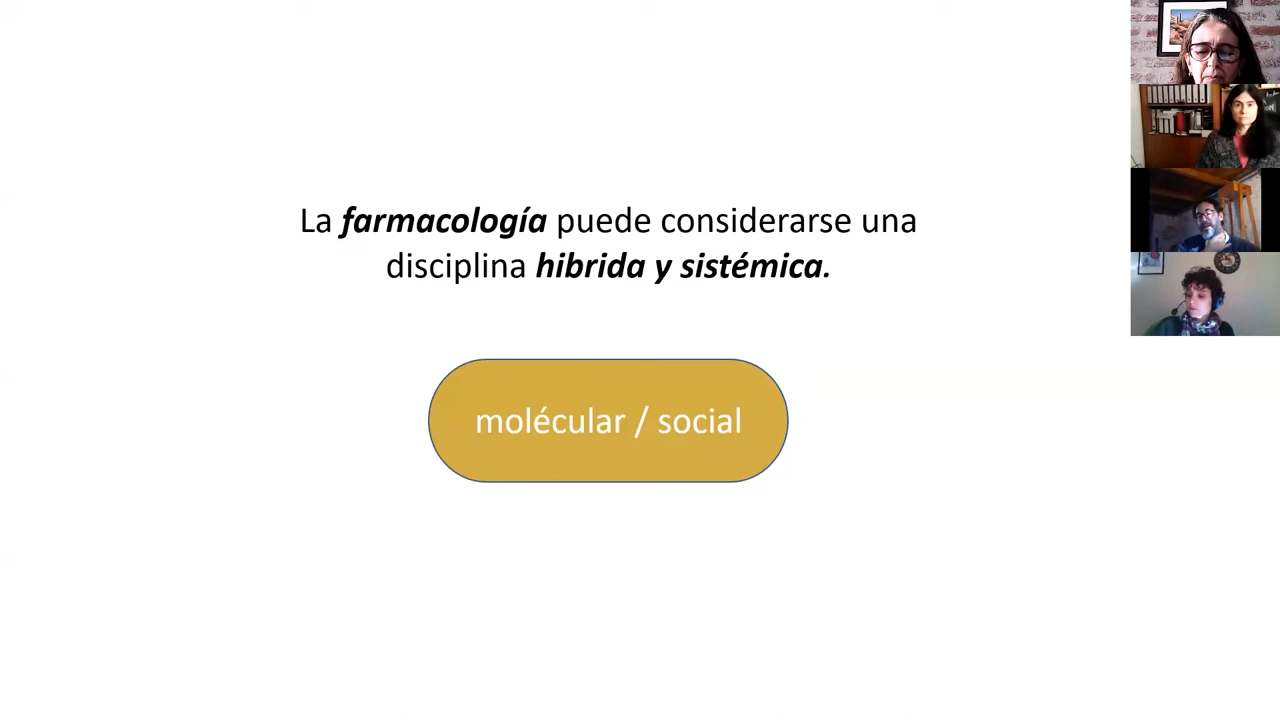 La farmacología puede considerarse una
disciplina hibrida y sistémica.
molécular / social